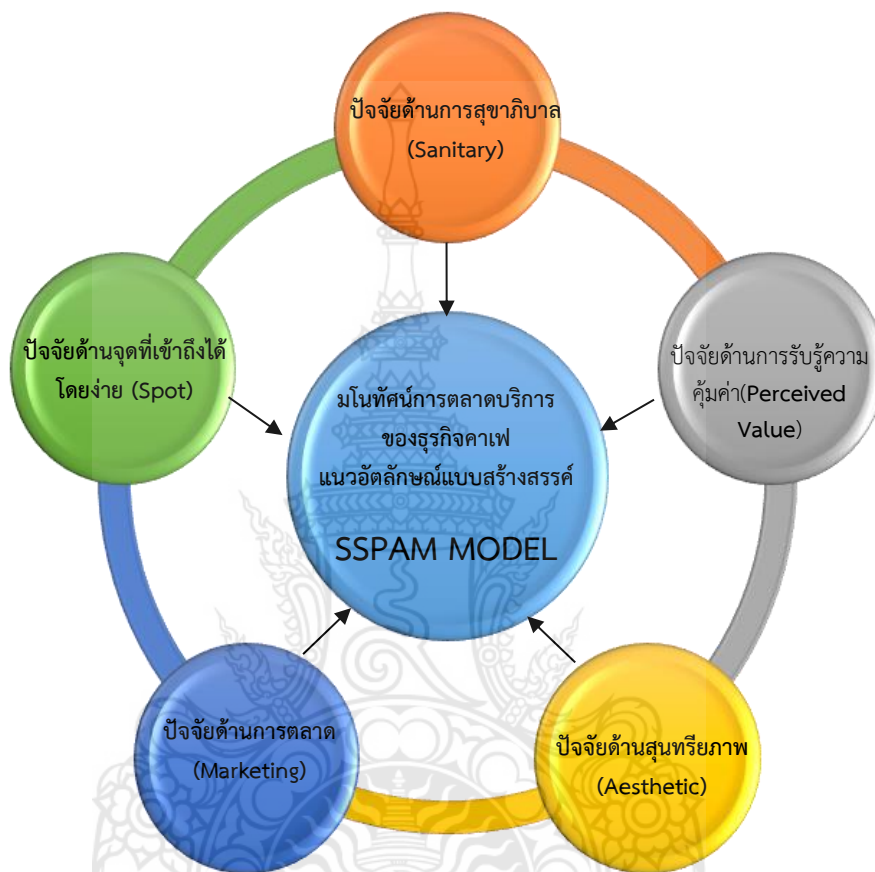 ปัจจัยด้านการสุขาภิบาล
(Sanitary)
ปัจจัยด้านจุดที่เข้าถึงได้
โดยง่าย (Spot)
ปัจจัยด้านการรับรู้ความ
คุ้มค่า(Perceived
Value)
มโนทัศน์การตลาดบริการ
ของธุรกิจคาเฟ
แนวอัตลักษณ์แบบสร้างสรรค์
SSPAM MODEL
ปัจจัยด้านการตลาด
(Marketing)
ปัจจัยด้านสุนทรียภาพ
(Aesthetic)